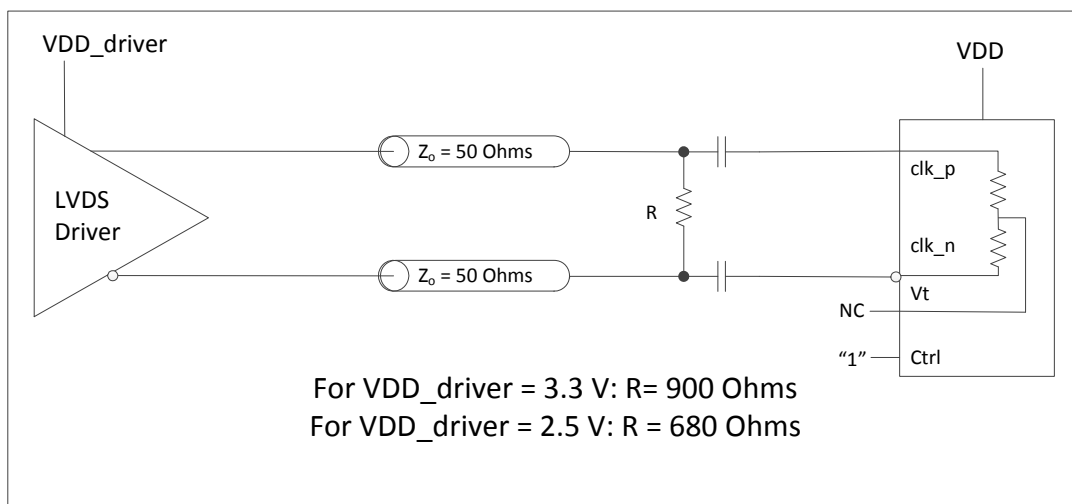 VDD_driver
VDD
Zo = 50 Ohms
clk_p
LVDS
Driver
R
clk_n
Zo = 50 Ohms
Vt
NC
“1”
Ctrl
For VDD_driver = 3.3 V: R= 900 Ohms
For VDD_driver = 2.5 V: R = 680 Ohms